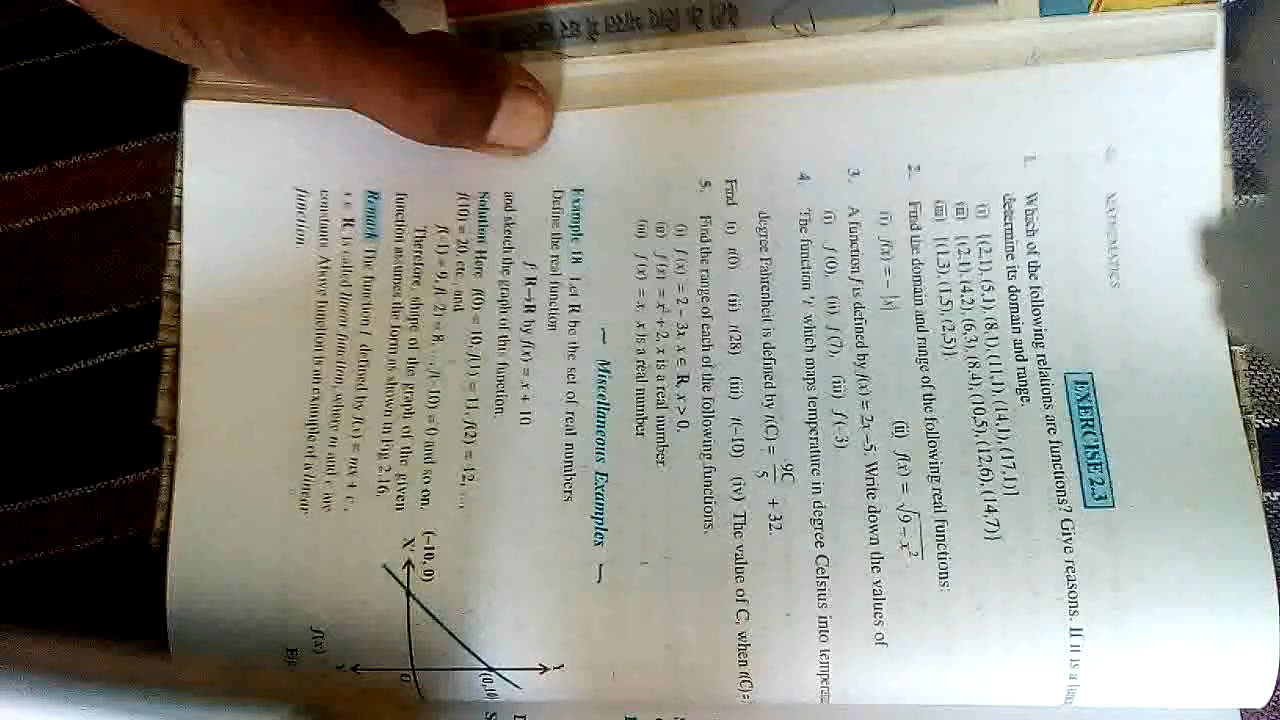 MATHEMATICS
EXERCISE 2.3
1. Which of the following relations are functions? Give reasons. If it is a
determine its domain and range.
(i) {(2,1), (5,1), (8,1), (11,1), (14,1), (17,1)}
(ii) {(2,1), (4,2), (6,3), (8,4), (10,5), (12,6), (14,7)}
(iii) {(1,3), (1,5), (2,5)}
2. Find the domain and range of the following real functions:
(i) f(x) = – |x| (ii) f(x) = √9 – x².
3. A function f is defined by f(x) = 2x –5. Write down the values of
(i) f (0), (ii) f (7), (iii) f (–3)
4. The function 't' which maps temperature in degree Celsius into
degree Fahrenheit is defined by t(C) = 9C/5 + 32.
Find (i) t(0) (ii) t(28) (iii) t(–10) (iv) The value of C, when t(C)=
5. Find the range of each of the following functions.
(i) f (x) = 2 – 3x, x ∈ R, x > 0.
(ii) f (x) = x² + 2, x is a real number.
(iii) f (x) = x, x is a real number
Miscellaneous Examples
Example 18 Let R be the set of real numbers
Define the real function
f: R→R by f(x) = x + 10
and sketch the graph of this function.
Solution Here f(0) = 10, f(1) = 11, f(2) = 12, ...,
f(10) = 20, etc., and
f(–1) = 9, f(–2) = 8, ..., f(–10) = 0 and so on.
Therefore, shape of the graph of the given
function assumes the form as shown in Fig 2.16.
Remark The function f defined by f(x) = mx + c ,
x ∈ R, is called linear function, where m and c are
constants. Above function is an example of a linear
function.
Y
(0,10)
(–10, 0)
X'
O
f(x)